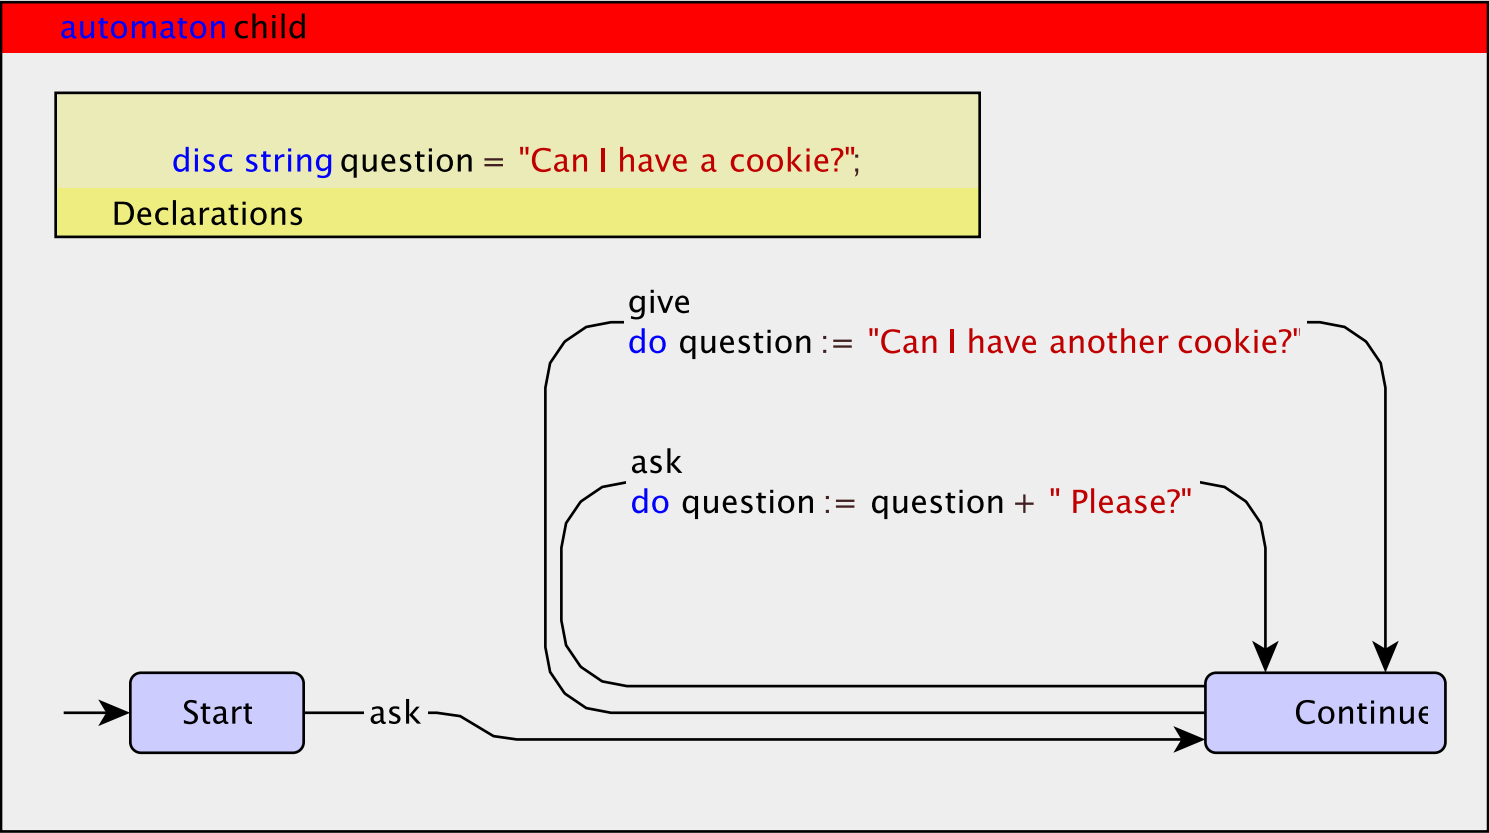 automaton child
disc string question = "Can I have a cookie?";
Declarations
give
do question := "Can I have another cookie?"
ask
do question := question + " Please?"
Start
ask
Continue